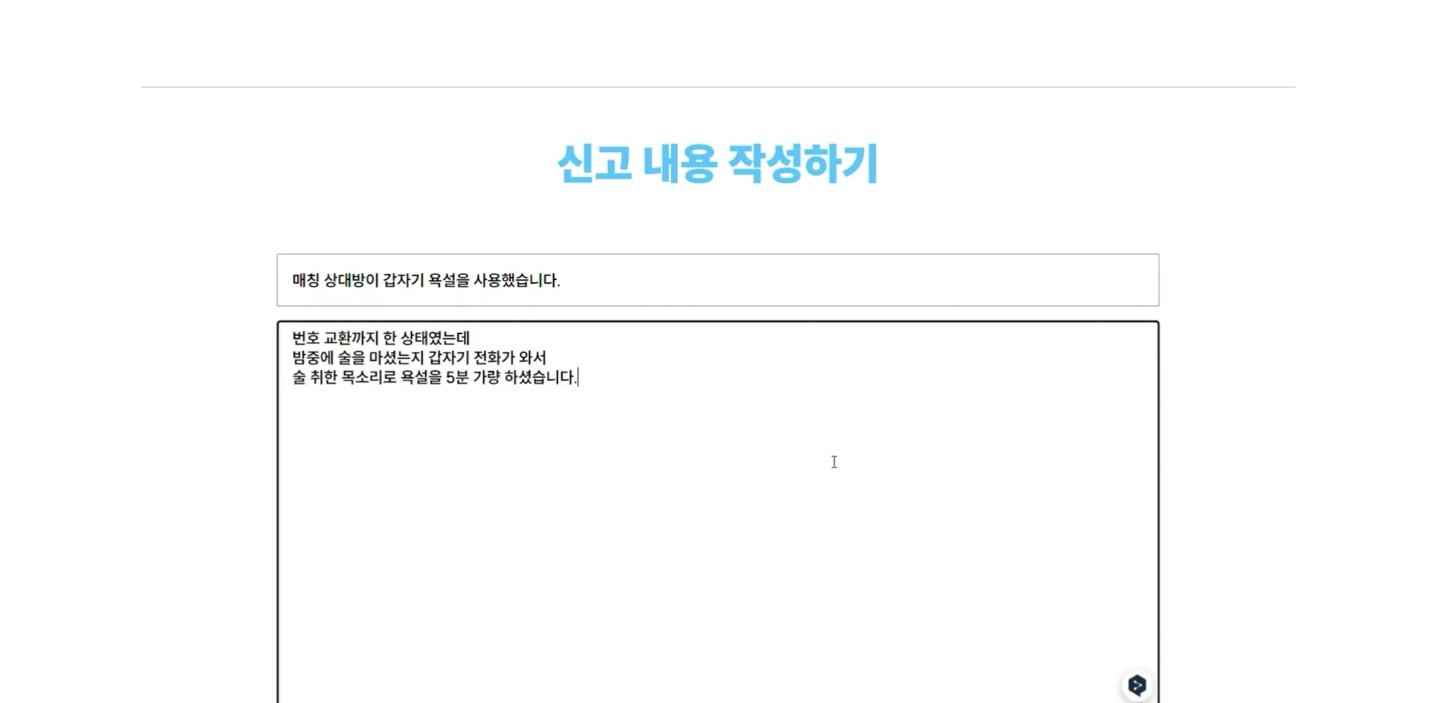 신고 내용 작성하기
매칭 상대방이 갑자기 욕설을 사용했습니다.
번호 교환까지 한 상태였는데
밤중에 술을 마셨는지 갑자기 전화가 와서
술 취한 목소리로 욕설을 5분 가량 하셨습니다.